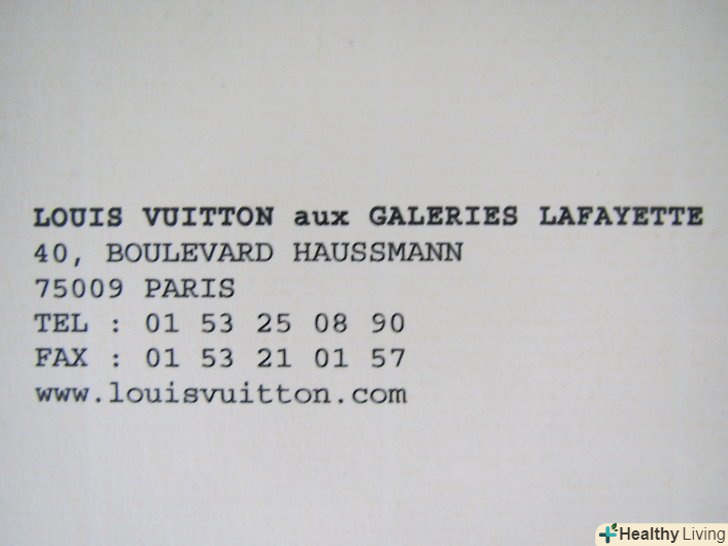 LOUIS VUITTON aux GALERIES LAFAYETTE
40, BOULEVARD HAUSSMANN
75009 PARIS
TEL : 01 53 25 08 90
FAX : 01 53 21 01 57
www.louisvuitton.com
Healthy Living